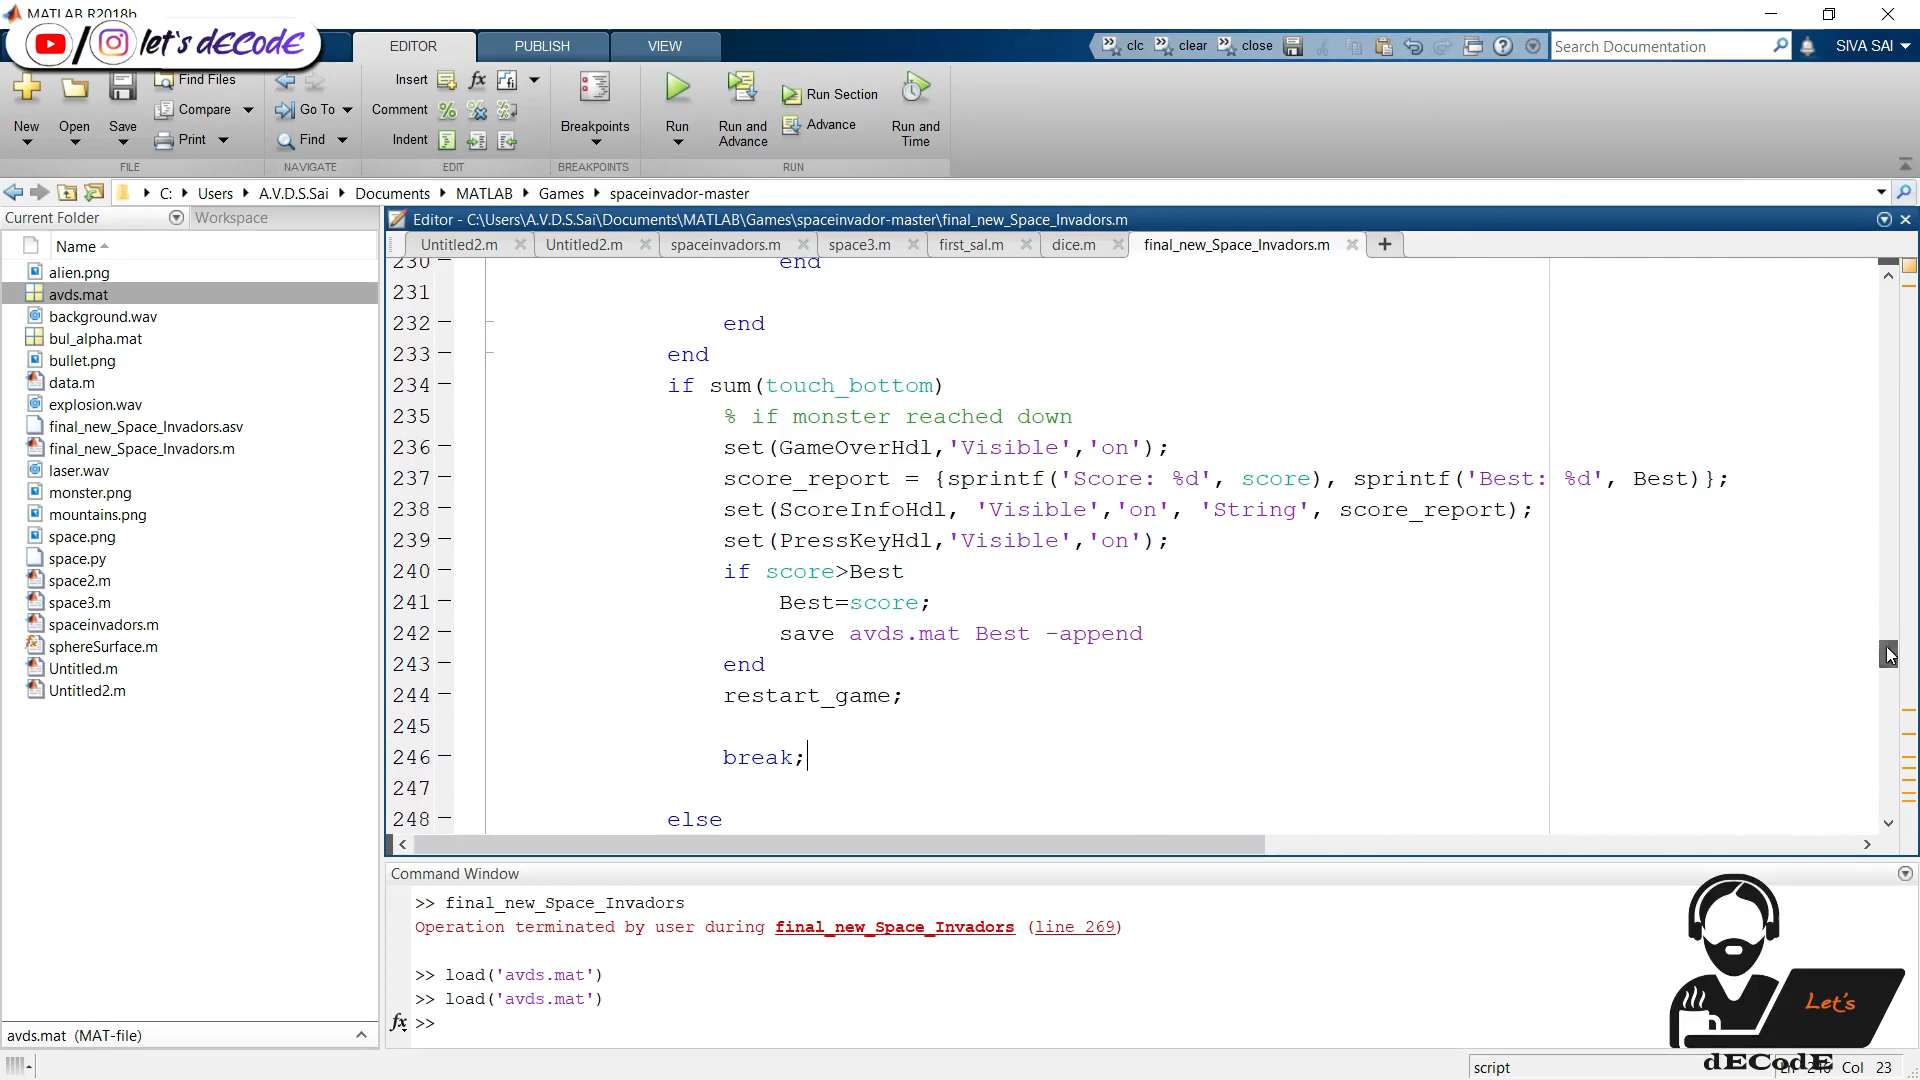 MATLAB R2018b
let's dECodE
EDITOR PUBLISH VIEW
clc clear close
Search Documentation
SIVA SAI
New Open Save
Find Files
Compare
Print
FILE
Go To
Find
NAVIGATE
Insert
Comment
Indent
EDIT
fx
Breakpoints
BREAKPOINTS
Run
Run and Advance
Run Section
Advance
Run and Time
RUN
C: Users A.V.D.S.Sai Documents MATLAB Games spaceinvador-master
Current Folder Workspace
Name
alien.png
avds.mat
background.wav
bul_alpha.mat
bullet.png
data.m
explosion.wav
final_new_Space_Invadors.asv
final_new_Space_Invadors.m
laser.wav
monster.png
mountains.png
space.png
space.py
space2.m
space3.m
spaceinvadors.m
sphereSurface.m
Untitled.m
Untitled2.m
avds.mat (MAT-file)
Editor - C:\Users\A.V.D.S.Sai\Documents\MATLAB\Games\spaceinvador-master\final_new_Space_Invadors.m
Untitled2.m Untitled2.m spaceinvadors.m space3.m first_sal.m dice.m final_new_Space_Invadors.m
230 end
231
232 end
233 end
234 if sum(touch_bottom)
235 % if monster reached down
236 set(GameOverHdl,'Visible','on');
237 score_report = {sprintf('Score: %d', score), sprintf('Best: %d', Best)};
238 set(ScoreInfoHdl, 'Visible','on', 'String', score_report);
239 set(PressKeyHdl,'Visible','on');
240 if score>Best
241 Best=score;
242 save avds.mat Best -append
243 end
244 restart_game;
245
246 break;
247
248 else
Command Window
>> final_new_Space_Invadors
Operation terminated by user during final_new_Space_Invadors (line 269)
>> load('avds.mat')
>> load('avds.mat')
fx >>
Let's
dECodE
script
Ln 246 Col 23